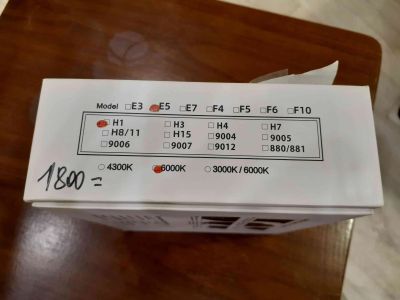 Model □E3 □E5 □E7 □F4 □F5 □F6 □F10
□H1 □H3 □H4 □H7
□H8/11 □H15 □9004 □9005
□9006 □9007 □9012 □880/881
○4300K ○6000K ○3000K/6000K
1800=